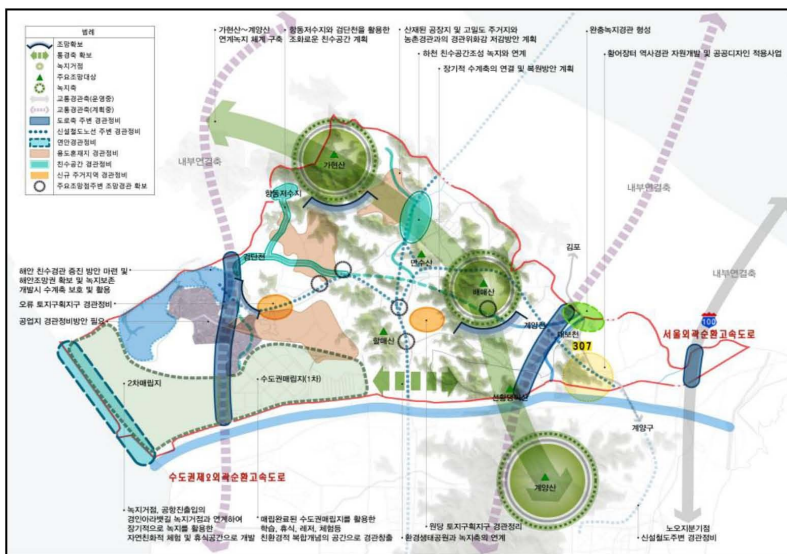 범례
조망확보
통경축 확보
녹지거점
주요조망대상
녹지축
교통경관축(운영중)
교통경관축(계획중)
도로축 주변 경관정비
신설철도노선 주변 경관정비
연안경관정비
용도혼재지 경관정비
친수공간 경관정비
신규 주거지역 경관정비
주요조망점주변 조망경관 확보
• 가현산～계양산
연계녹지 체계 구축
• 항동저수지와 검단천을 활용한
조화로운 친수공간 계획
• 산재된 공장지 및 고밀도 주거지와
농촌경관과의 경관위화감 저감방안 계획
• 하천 친수공간조성 녹지와 연계
• 장기적 수계축의 연결 및 복원방안 계획
• 완충녹지경관 형성
• 황어장터 역사경관 자원개발 및 공공디자인 적용사업
내부연결축
가현산
항동저수지
내부연결축
김포
내부연결축
검단천
면수산
매매산
해안 친수경관 증진 방안 마련 및
해안조망권 확보 및 녹지보존
개발시 수계축 보호 및 활용
오류 토지구획지구 경관정비
공업지 경관정비방안 필요
할메산
계양천
대보천
307
100
서울외곽순환고속도로
• 2차매립지
• 수도권매립지(1차)
계양구
수도권제2외곽순환고속도로
계양산
• 녹지거점, 공항진출입의
경인아라뱃길 녹지거점과 연계하여
장기적으로 녹지를 활용한
자연친화적 체험 및 휴식공간으로 개발
• 매립완료된 수도권매립지를 활용한
학습, 휴식, 레저, 체험등
친환경적 복합개념의 공간으로 경관창출
• 원당 토지구획지구 경관정리
• 환경생태공원과 녹지축의 연계
노오지분기점
• 신설철도주변 경관정비